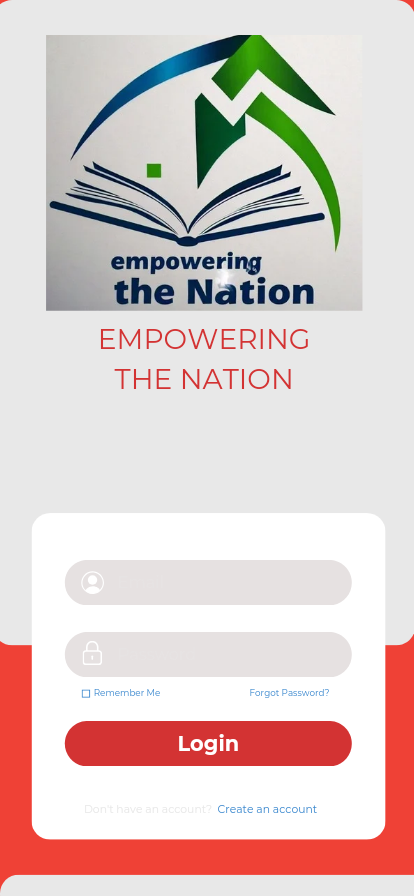 empowering
the Nation
EMPOWERING
THE NATION
Remember Me
Forgot Password?
Login
Don't have an account? Create an account